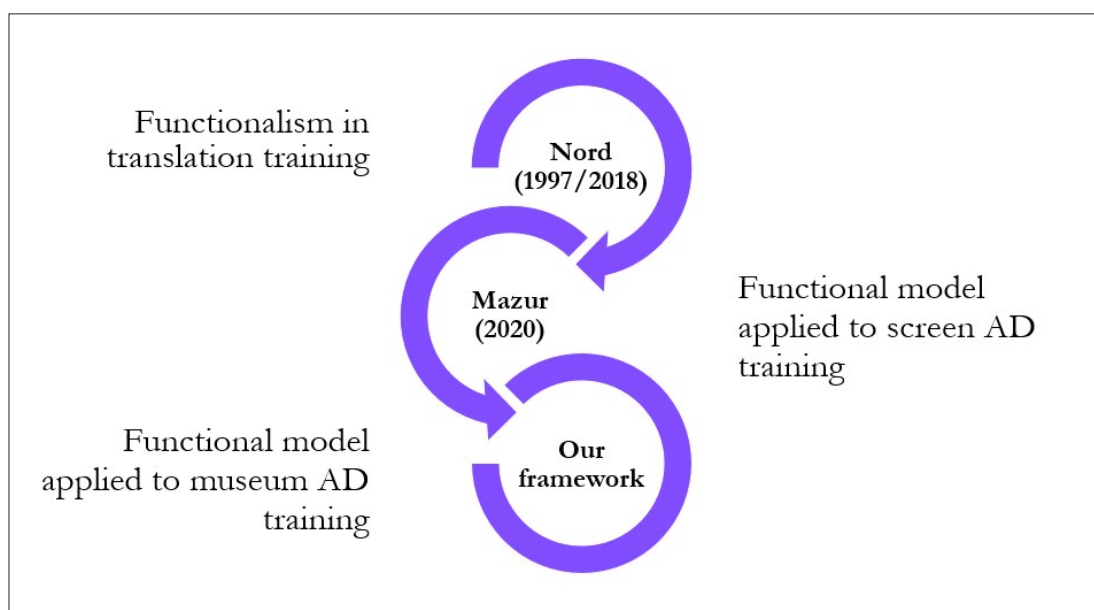 Functionalism in
translation training
Nord
(1997/2018)
Mazur
(2020)
Functional model
applied to screen AD
training
Functional model
applied to museum AD
training
Our
framework